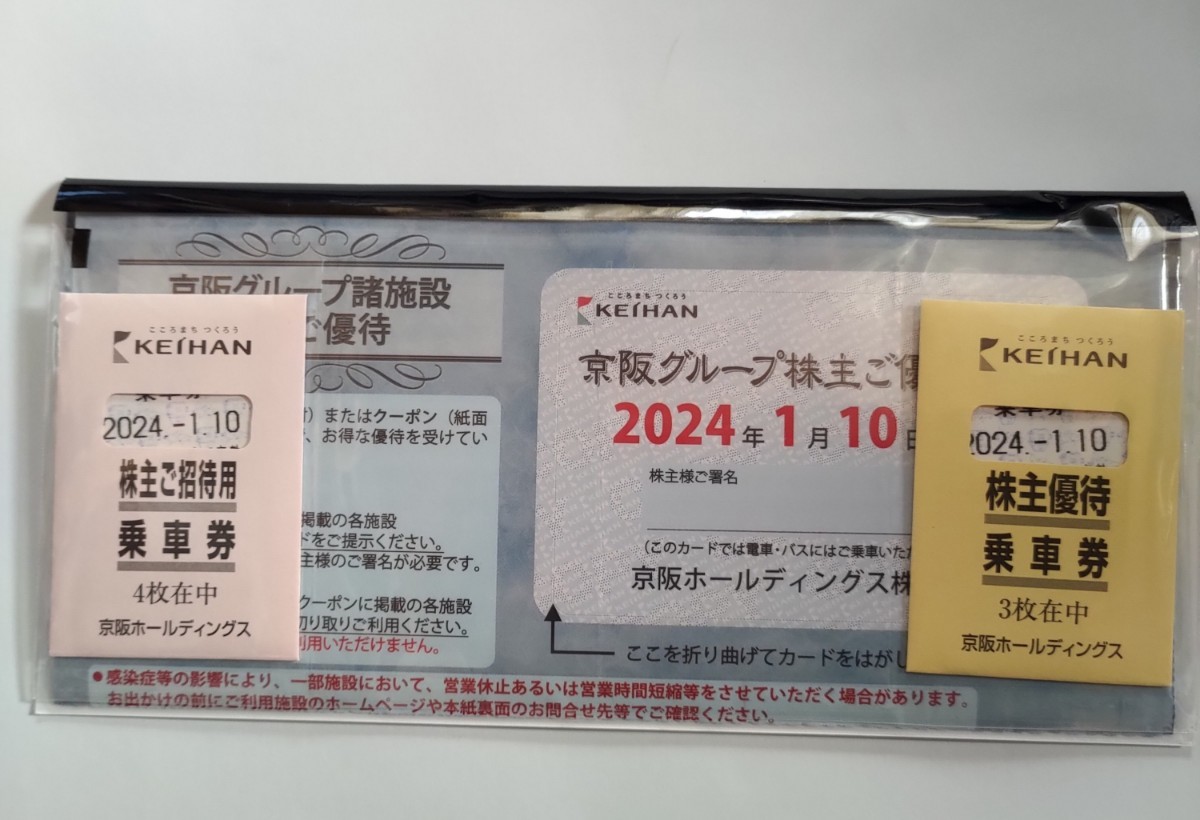 京阪グループ諸施設
ご優待
こころまち つくろう
KEIHAN
乗車券
2024.-1.10
株主ご招待用
乗車券
4枚在中
京阪ホールディングス
またはクーポン（紙面
、お得な優待を受けてい
掲載の各施設
をご提示ください。
主様のご署名が必要です。
クーポンに掲載の各施設
切り取りご利用ください。
利用いただけません。
こころまち つくろう
KEIHAN
京阪グループ株主ご優
2024年1月10日
株主様ご署名
（このカードでは電車・バスにはご乗車いただ
京阪ホールディングス株
ここを折り曲げてカードをはがし
こころまち つくろう
KEIHAN
乗車券
2024.-1.10
株主優待
乗車券
3枚在中
京阪ホールディングス
●感染症等の影響により、一部施設において、営業休止あるいは営業時間短縮等をさせていただく場合があります。
お出かけの前にご利用施設のホームページや本紙裏面のお問合せ先等でご確認ください。